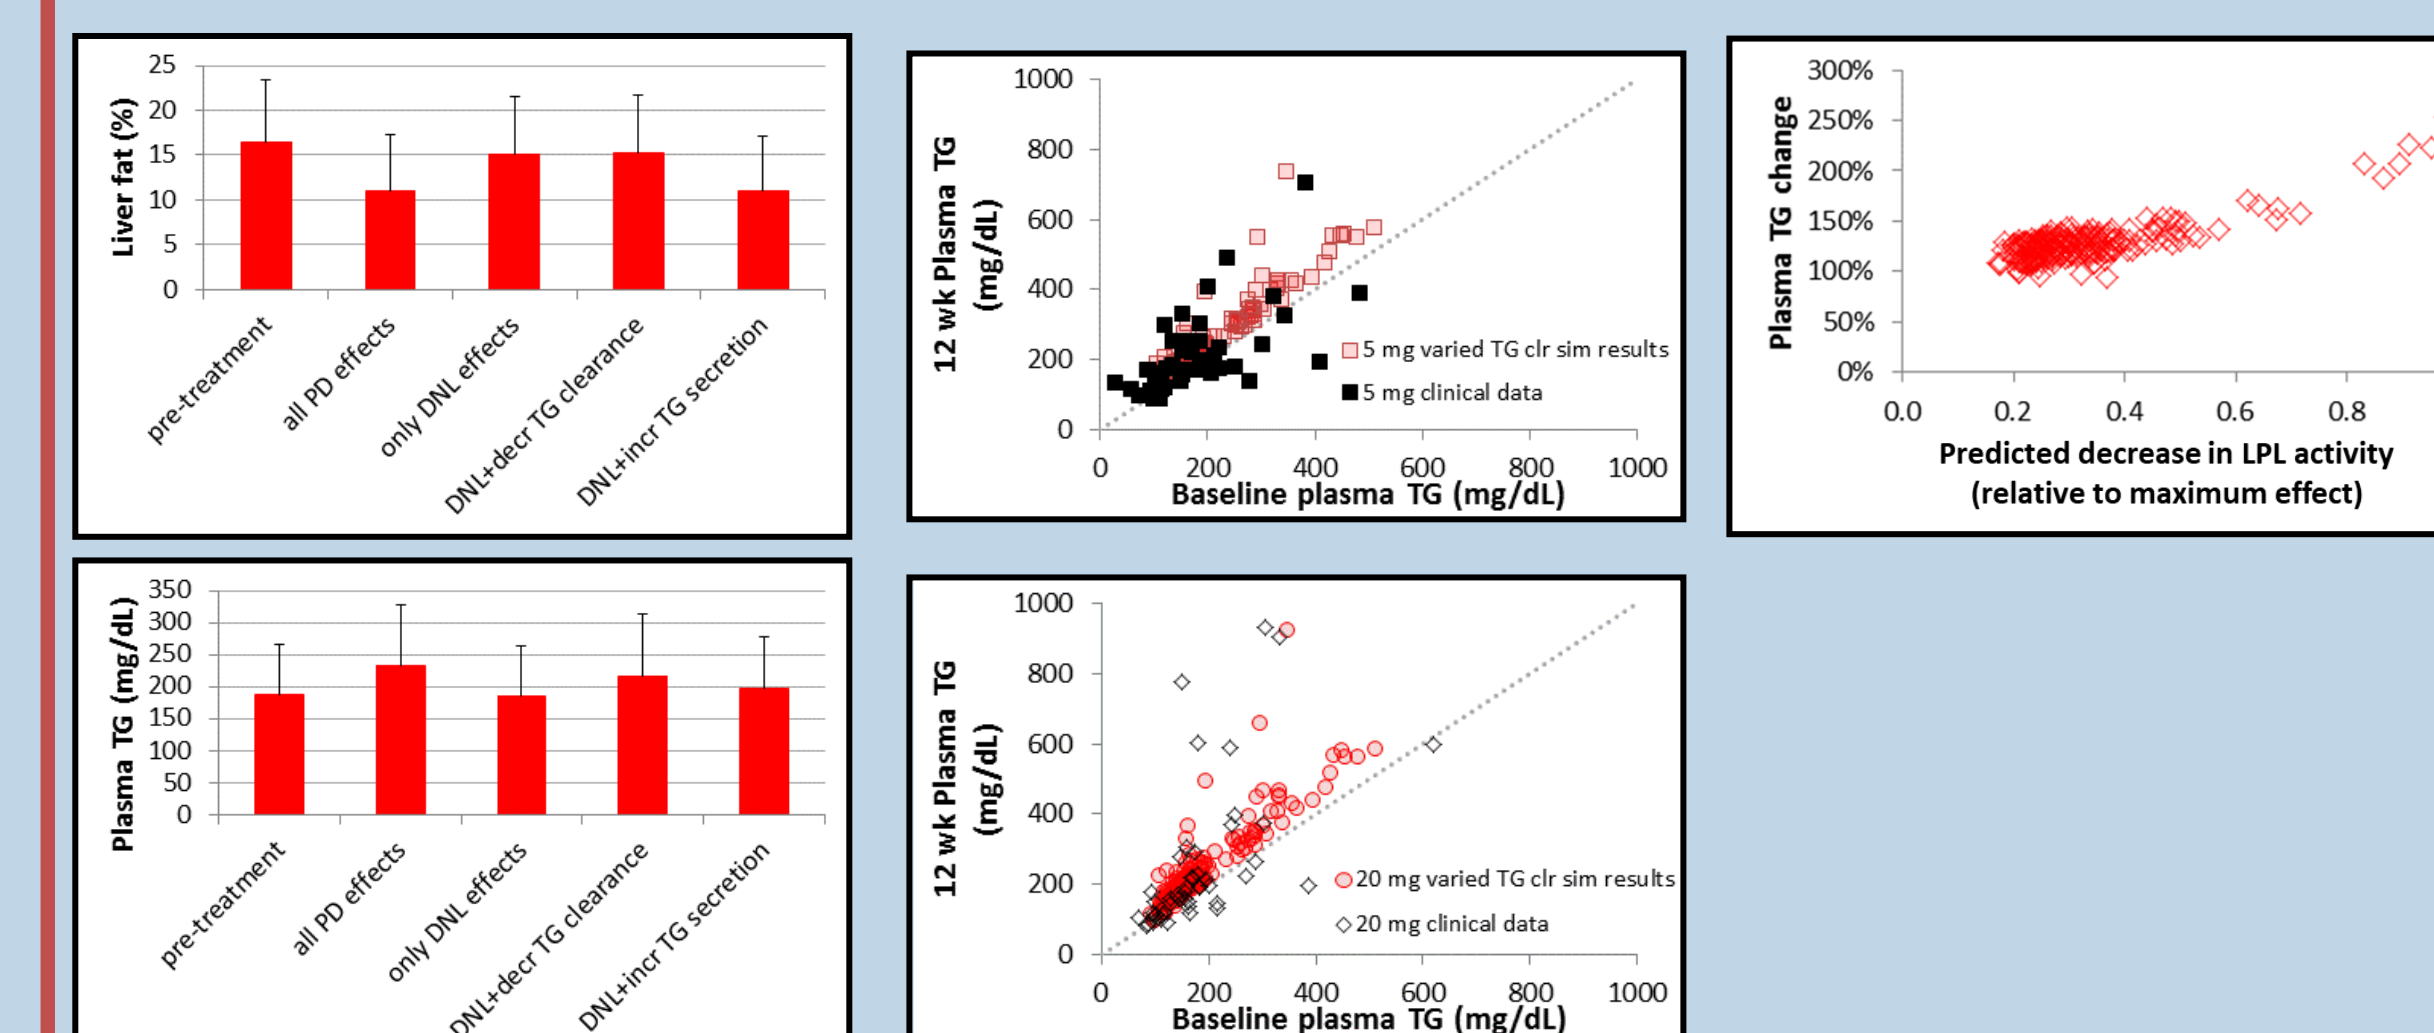 25
20
15
10
5
0
Liver fat (%)
pre-treatment
all PD effects
only DNL effects
DNL+decr TG clearance
DNL+incr TG secretion
1000
800
600
400
200
0
12 wk Plasma TG
(mg/dL)
5 mg varied TG clr sim results
5 mg clinical data
0 200 400 600 800 1000
Baseline plasma TG (mg/dL)
300%
250%
200%
150%
100%
50%
0%
Plasma TG change
0.0 0.2 0.4 0.6 0.8
Predicted decrease in LPL activity
(relative to maximum effect)
350
300
250
200
150
100
50
0
Plasma TG (mg/dL)
pre-treatment
all PD effects
only DNL effects
DNL+decr TG clearance
DNL+incr TG secretion
1000
800
600
400
200
0
12 wk Plasma TG
(mg/dL)
20 mg varied TG clr sim results
20 mg clinical data
0 200 400 600 800 1000
Baseline plasma TG (mg/dL)